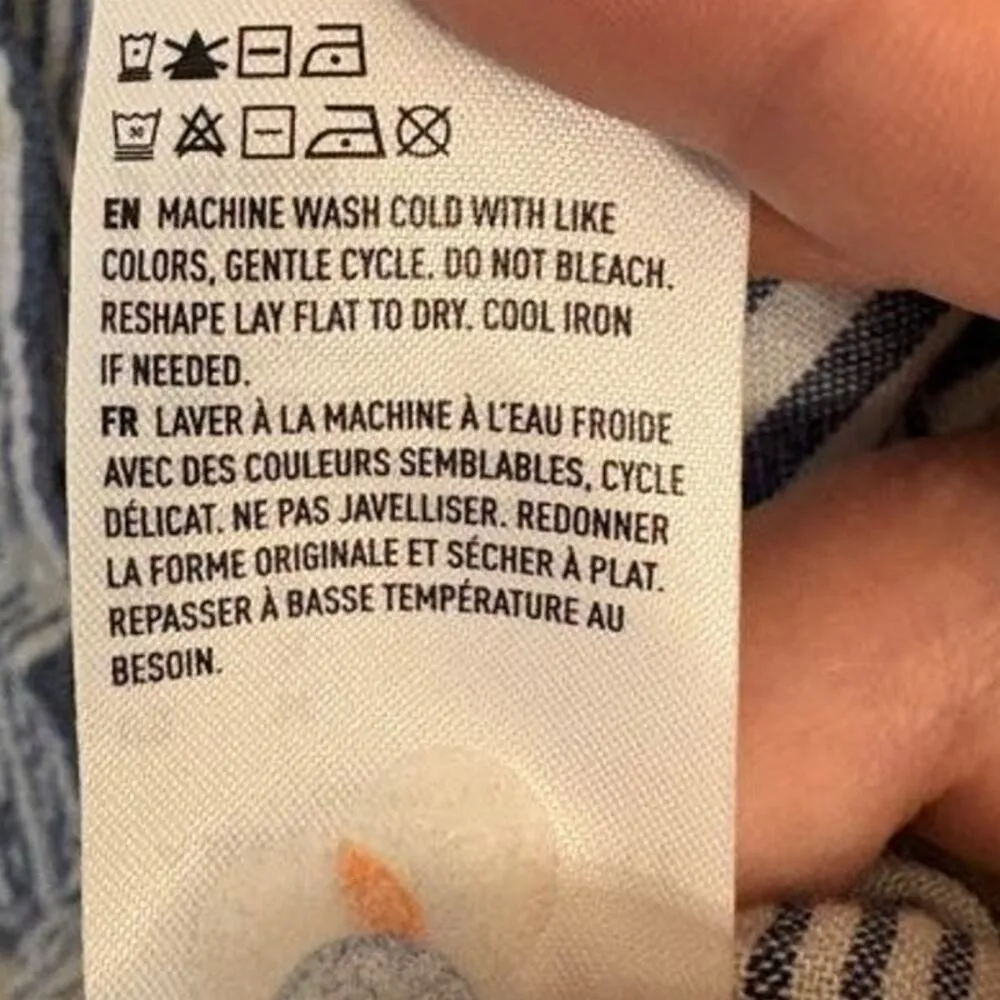 30
EN MACHINE WASH COLD WITH LIKE
COLORS, GENTLE CYCLE. DO NOT BLEACH.
RESHAPE LAY FLAT TO DRY. COOL IRON
IF NEEDED.
FR LAVER À LA MACHINE À L'EAU FROIDE
AVEC DES COULEURS SEMBLABLES, CYCLE
DÉLICAT. NE PAS JAVELLISER. REDONNER
LA FORME ORIGINALE ET SÉCHER À PLAT.
REPASSER À BASSE TEMPÉRATURE AU
BESOIN.